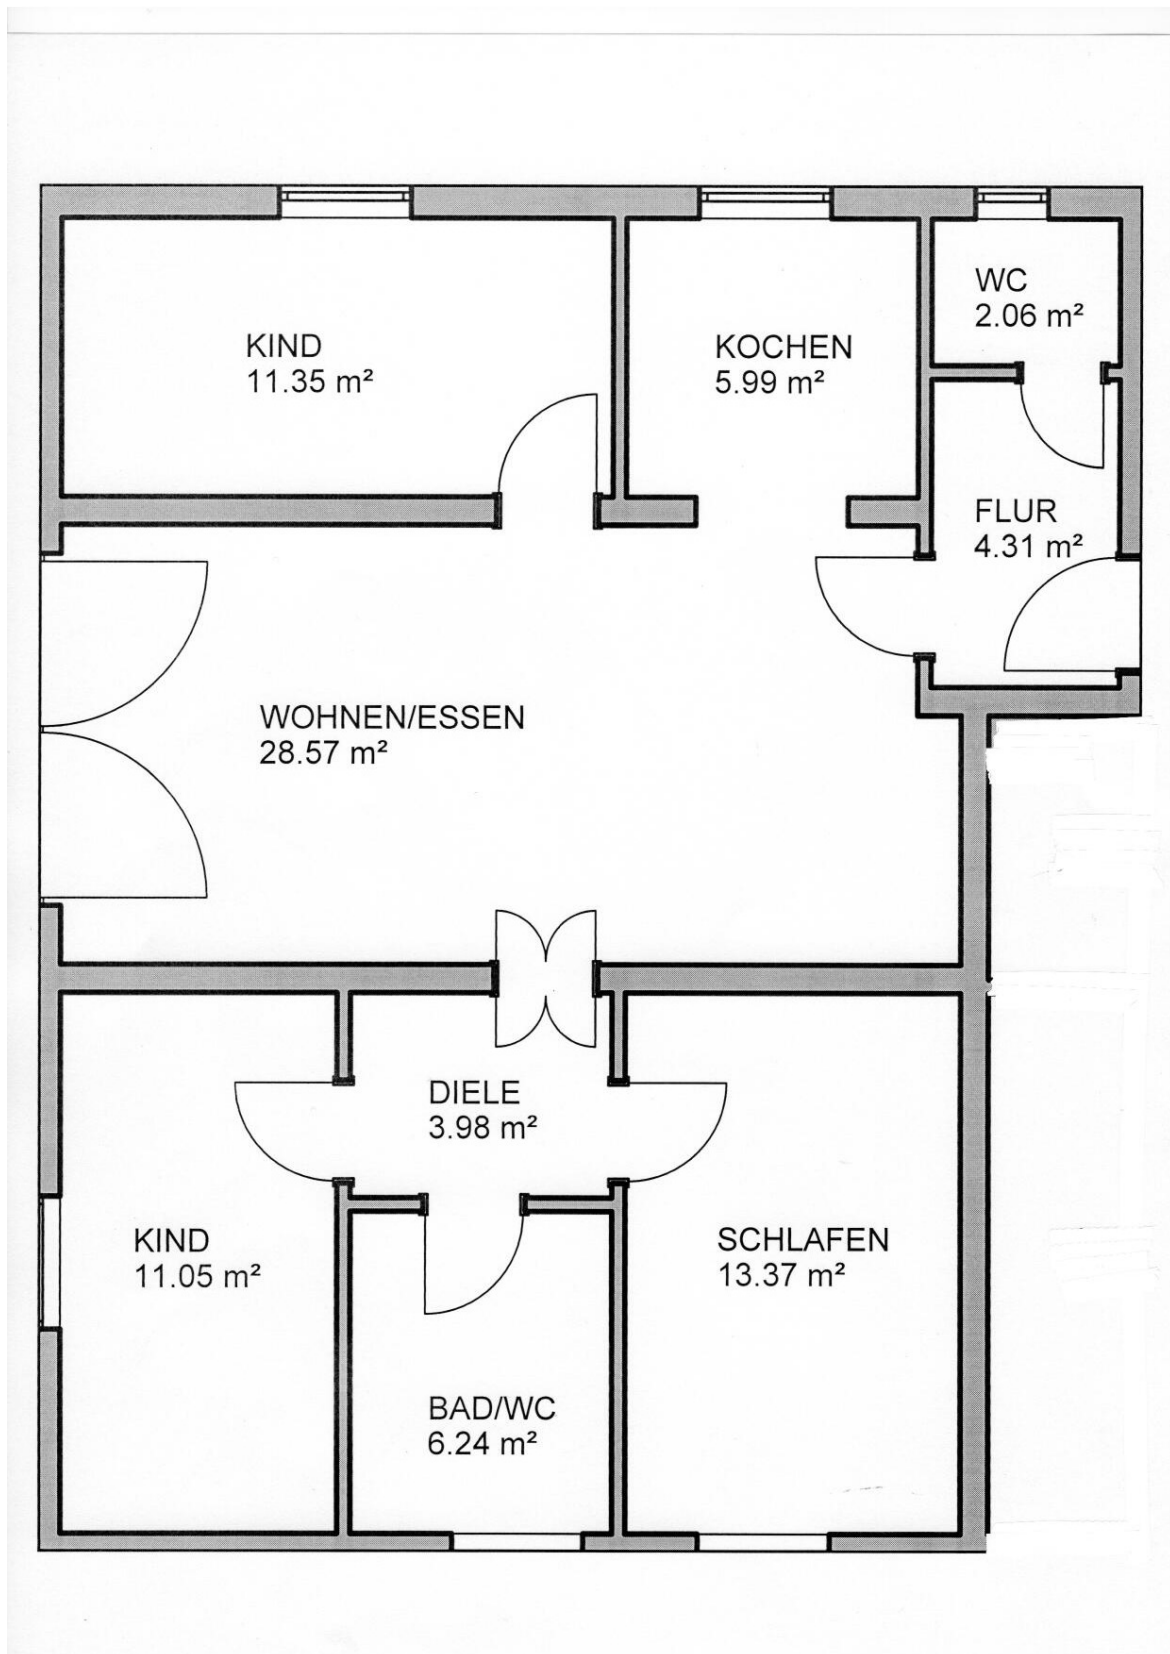 WC
2.06 m²
KIND
11.35 m²
KOCHEN
5.99 m²
FLUR
4.31 m²
WOHNEN/ESSEN
28.57 m²
DIELE
3.98 m²
KIND
11.05 m²
SCHLAFEN
13.37 m²
BAD/WC
6.24 m²